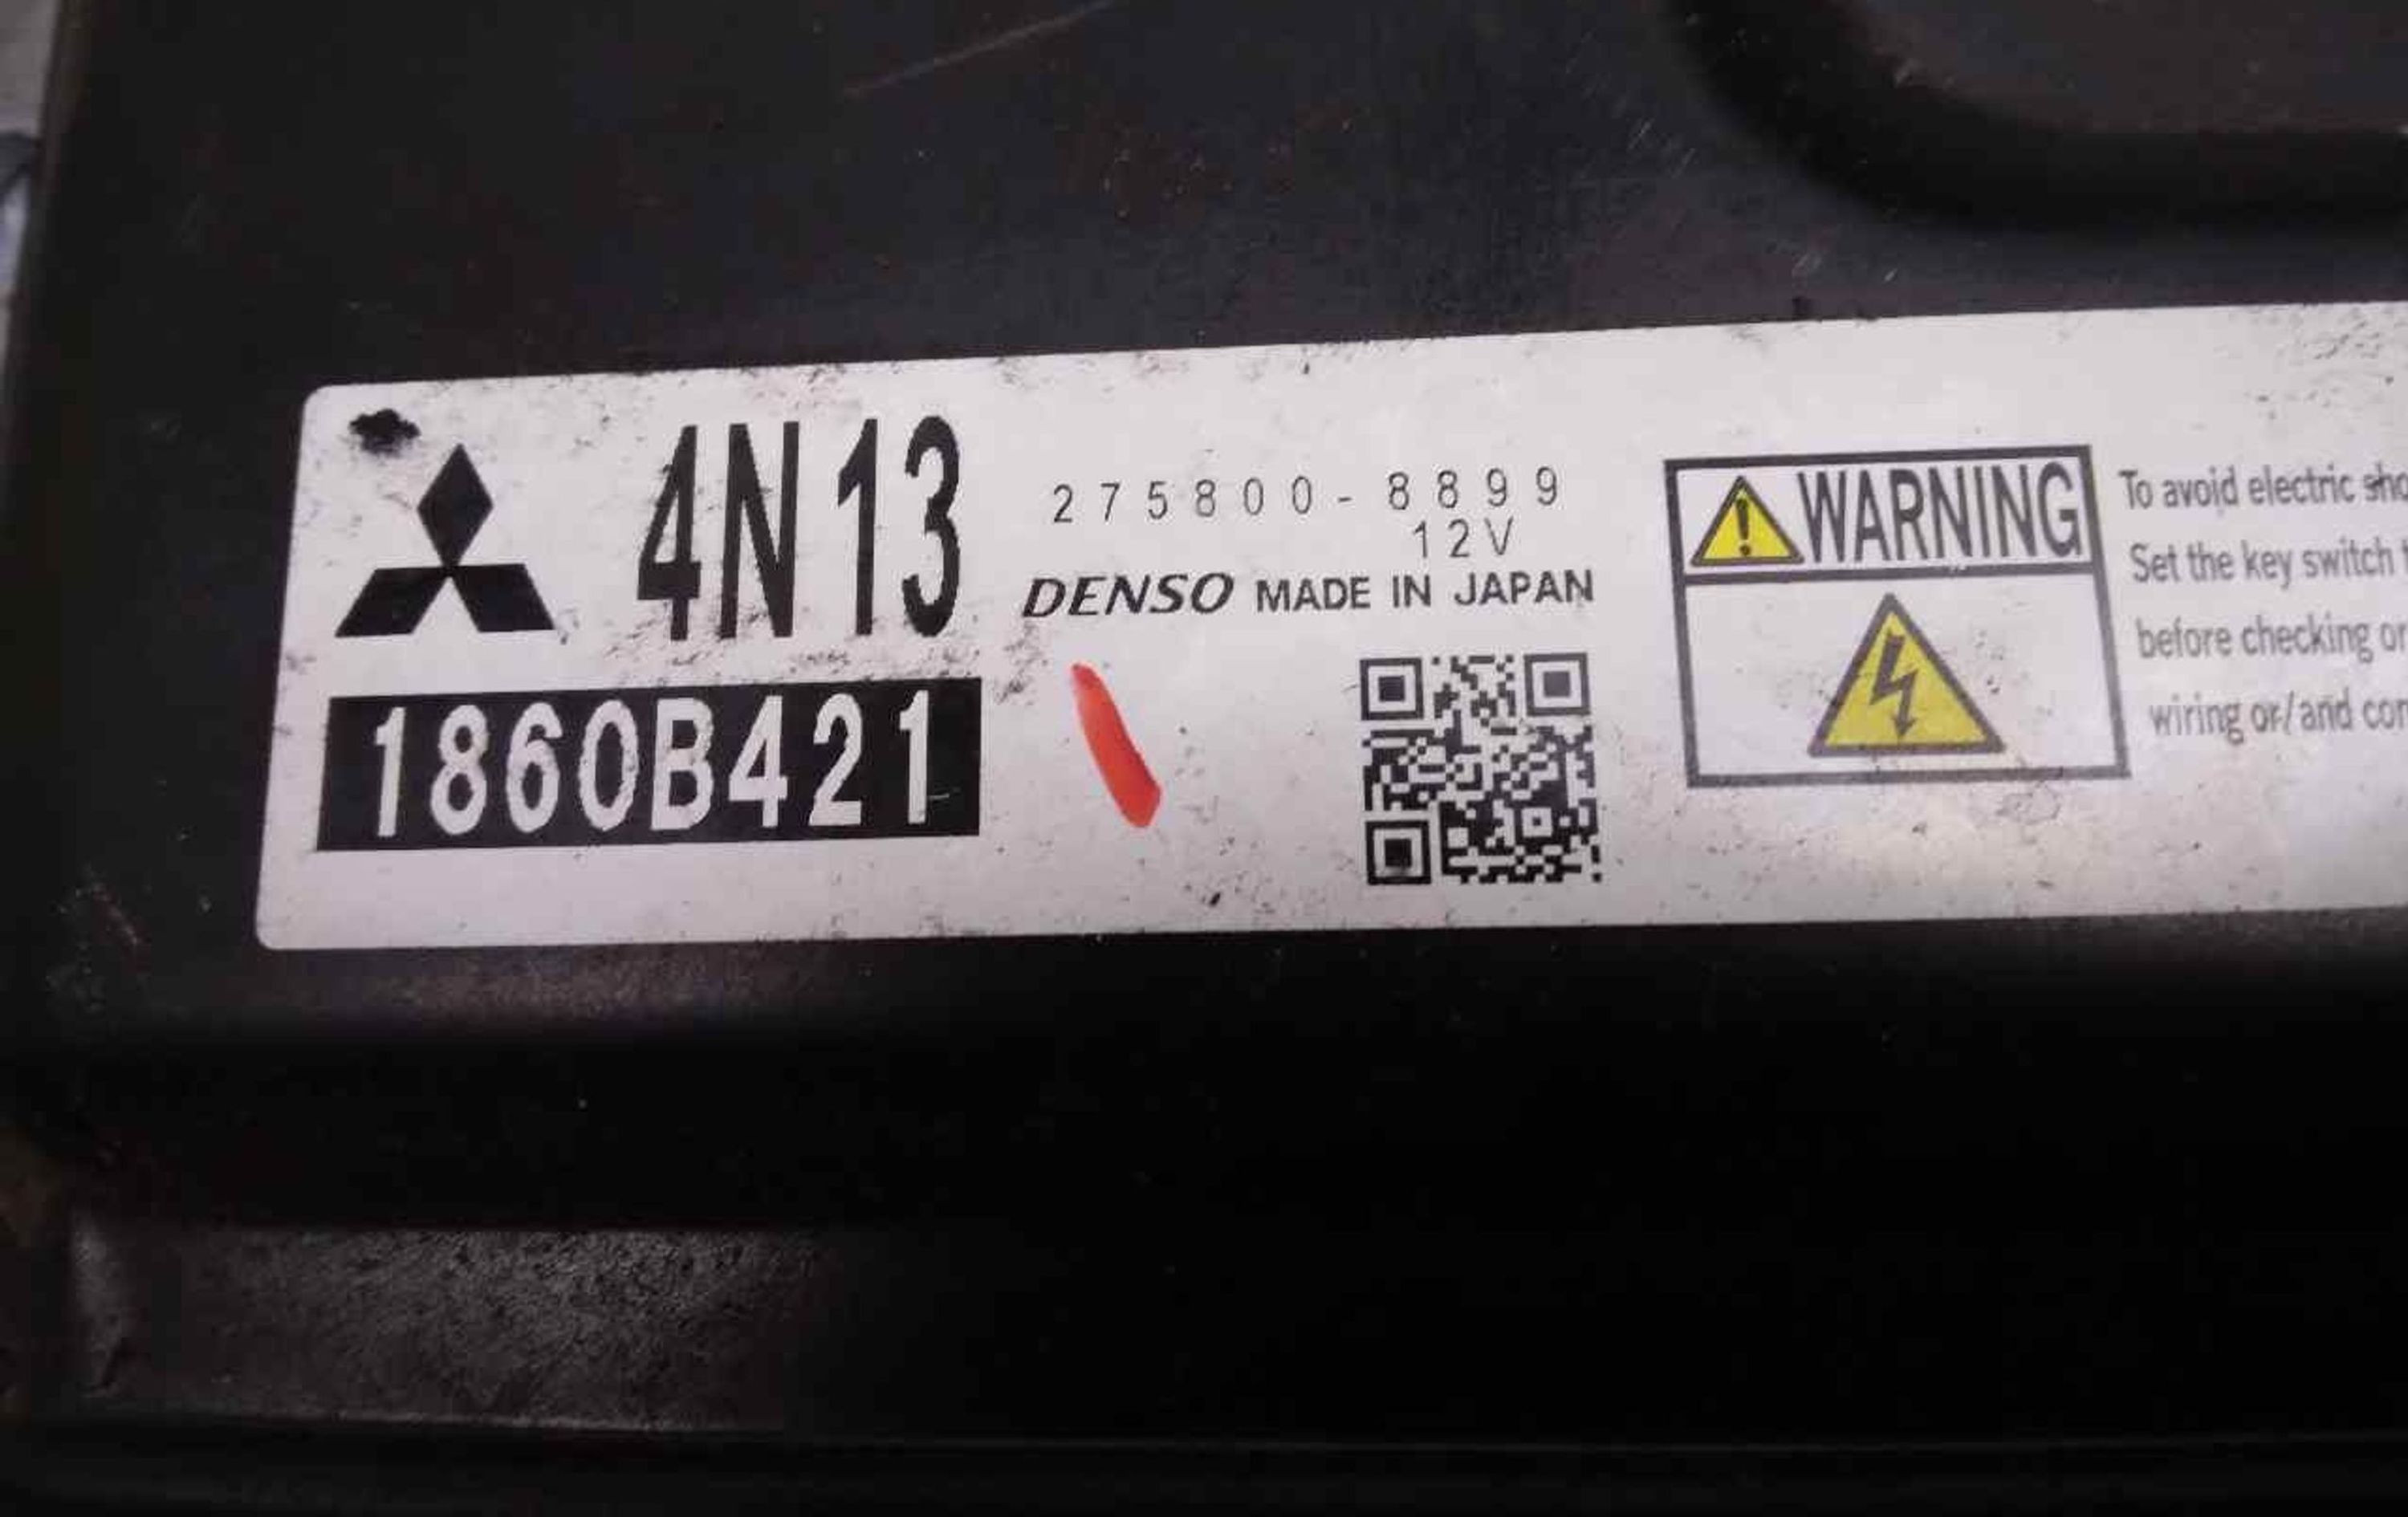 4N13
275800-8899
12V
DENSO MADE IN JAPAN
1860B421
WARNING
To avoid electric
Set the key switch
before checking or
wiring or/and